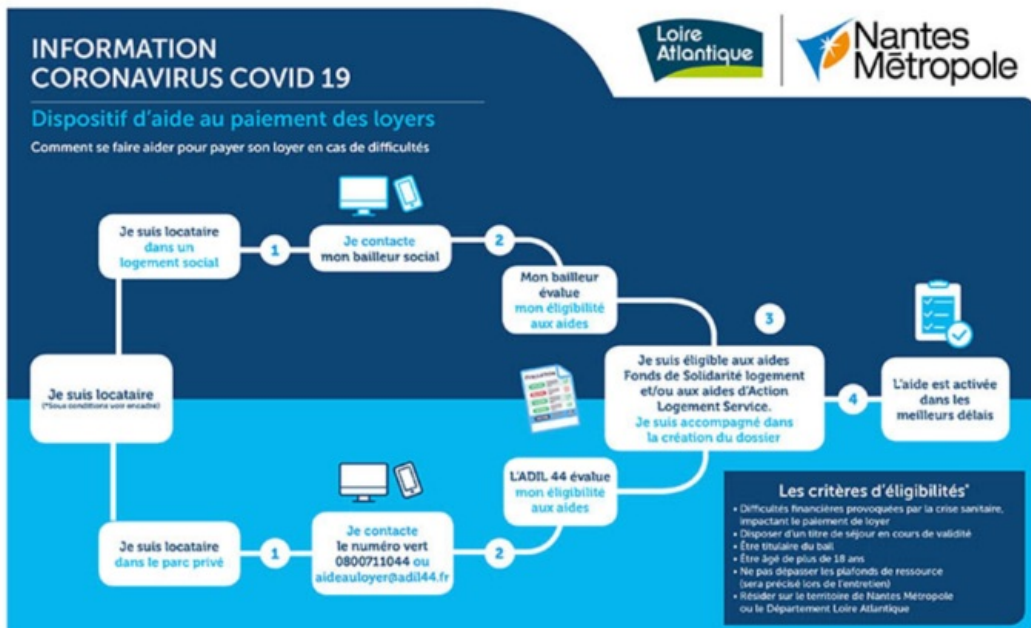 INFORMATION
CORONAVIRUS COVID 19
Dispositif d'aide au paiement des loyers
Comment se faire aider pour payer son loyer en cas de difficultés
Loire
Atlantique
Nantes
Métropole
Je suis locataire
(*Sous conditions voir encadré)
Je suis locataire
dans un
logement social
1
Je contacte
mon bailleur social
2
Mon bailleur
évalue
mon éligibilité
aux aides
Je suis locataire
dans le parc privé
1
Je contacte
le numéro vert
0800711044 ou
aideauloyer@adil44.fr
2
L'ADIL 44 évalue
mon éligibilité
aux aides
3
Je suis éligible aux aides
Fonds de Solidarité logement
et/ou aux aides d'Action
Logement Service.
Je suis accompagné dans
la création du dossier
4
L'aide est activée
dans les
meilleurs délais
Les critères d'éligibilités*
• Difficultés financières provoquées par la crise sanitaire,
impactant le paiement de loyer
• Disposer d'un titre de séjour en cours de validité
• Être titulaire du bail
• Être âgé de plus de 18 ans
• Ne pas dépasser les plafonds de ressource
(sera précisé lors de l'entretien)
• Résider sur le territoire de Nantes Métropole
ou le Département Loire Atlantique